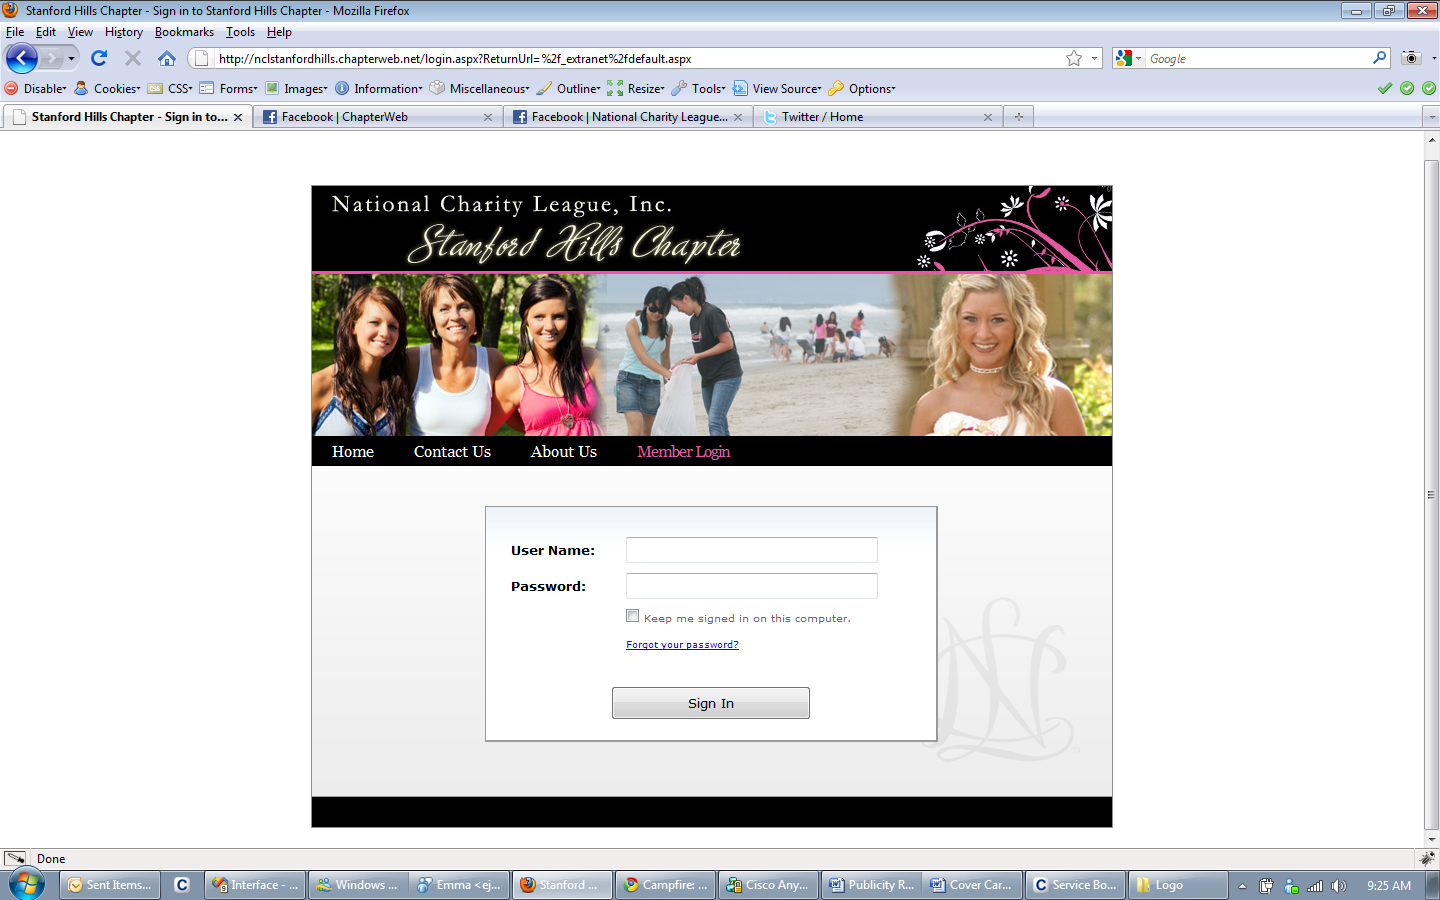 Stanford Hills Chapter - Sign in to Stanford Hills Chapter - Mozilla Firefox
File Edit View History Bookmarks Tools Help
http://nclstanfordhills.chapterweb.net/login.aspx?ReturnUrl=%2f_extranet%2fdefault.aspx
Google
Disable Cookies CSS Forms Images Information Miscellaneous Outline Resize Tools View Source Options
Stanford Hills Chapter - Sign in to... Facebook | ChapterWeb Facebook | National Charity League... Twitter / Home
National Charity League, Inc.
Stanford Hills Chapter
Home Contact Us About Us Member Login
User Name:
Password:
Keep me signed in on this computer.
Forgot your password?
Sign In
Done
Sent Items... Interface - ... Windows ... Emma <ej... Stanford ... Campfire: ... Cisco Any... Publicity R... Cover Car... Service Bo... Logo 9:25 AM